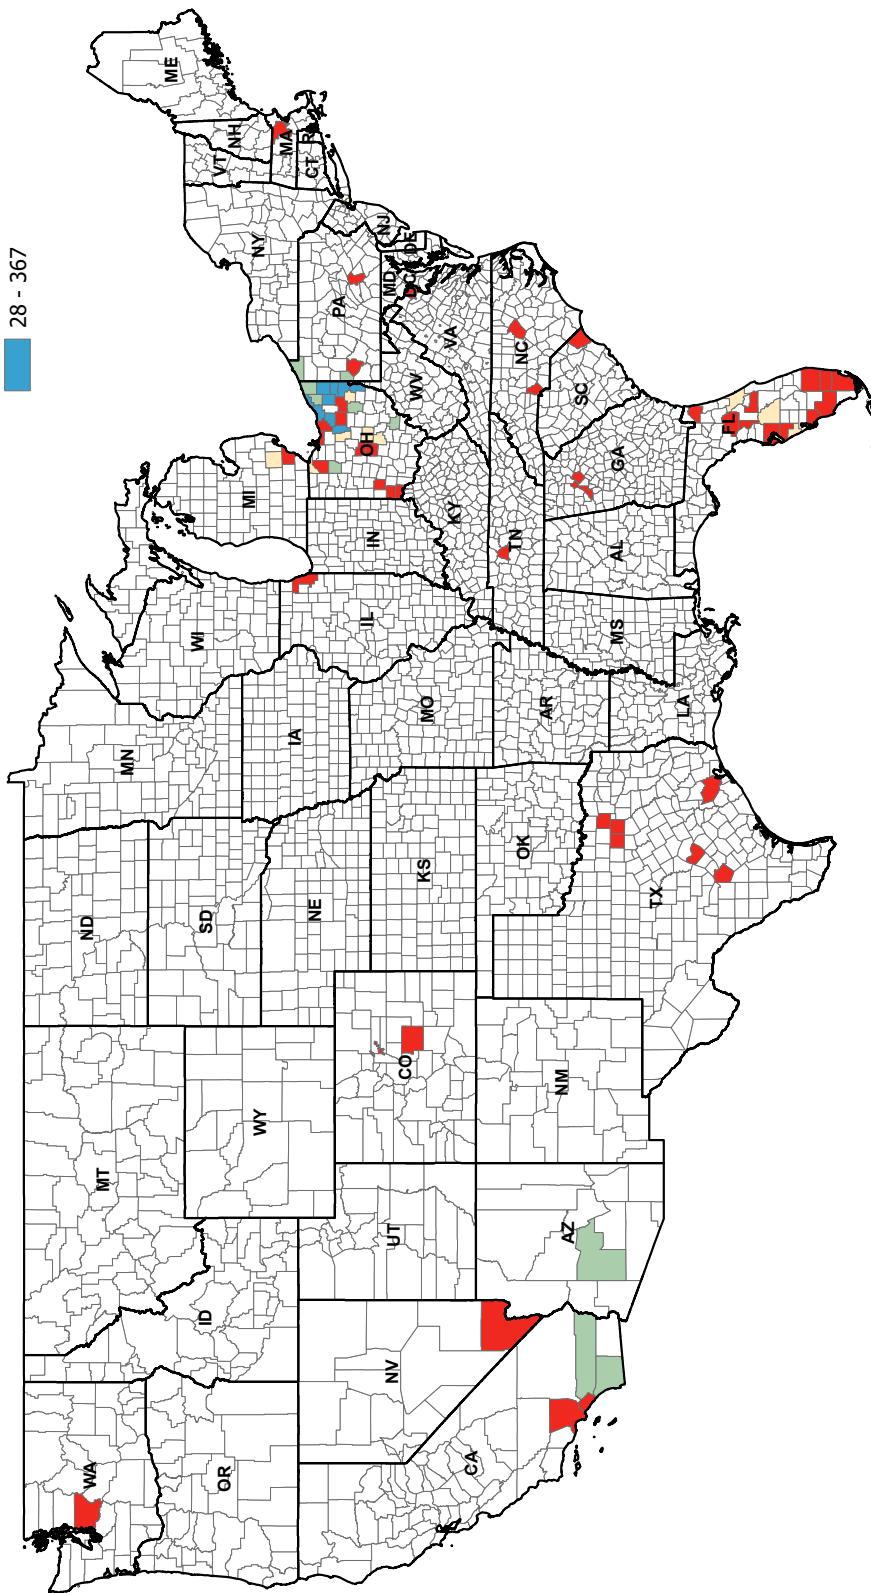 28 - 367
WA
OR
CA
ID
NV
MT
WY
UT
AZ
CO
NM
ND
SD
NE
KS
OK
TX
MN
IA
MO
AR
LA
WI
IL
MS
MI
IN
KY
TN
AL
OH
WV
GA
FL
SC
NC
VA
PA
MD
DC
DE
NJ
NY
CT
RI
MA
VT
NH
ME